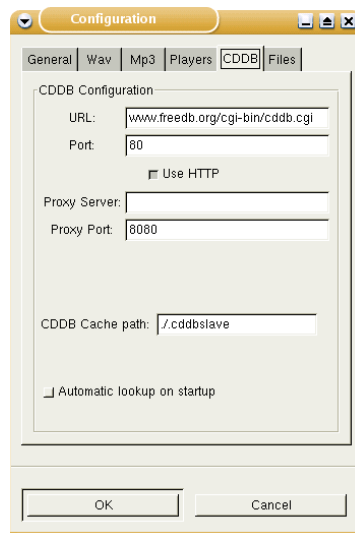 Configuration
General Wav Mp3 Players CDDB Files
CDDB Configuration
URL: www.freedb.org/cgi-bin/cddb.cgi
Port: 80
Use HTTP
Proxy Server:
Proxy Port: 8080
CDDB Cache path: ./.cddbslave
Automatic lookup on startup
OK Cancel